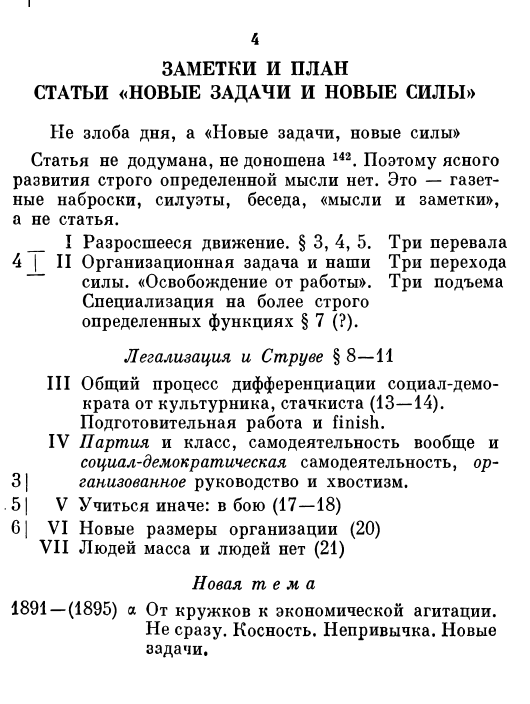 4
ЗАМЕТКИ И ПЛАН
СТАТЬИ «НОВЫЕ ЗАДАЧИ И НОВЫЕ СИЛЫ»
Не злоба дня, а «Новые задачи, новые силы»
Статья не додумана, не доношена 142. Поэтому ясного
развития строго определенной мысли нет. Это — газет-
ные наброски, силуэты, беседа, «мысли и заметки»,
а не статья.
I Разросшееся движение. § 3, 4, 5. Три перевала
4 | II Организационная задача и наши Три перехода
силы. «Освобождение от работы». Три подъема
Специализация на более строго
определенных функциях § 7 (?).
Легализация и Струве § 8—11
III Общий процесс дифференциации социал-демо-
крата от культурника, стачкиста (13—14).
Подготовительная работа и finish.
IV Партия и класс, самодеятельность вообще и
социал-демократическая самодеятельность, ор-
3| ганизованное руководство и хвостизм.
5| V Учиться иначе: в бою (17—18)
6| VI Новые размеры организации (20)
VII Людей масса и людей нет (21)
Новая тема
1891—(1895) α От кружков к экономической агитации.
Не сразу. Косность. Непривычка. Новые
задачи.